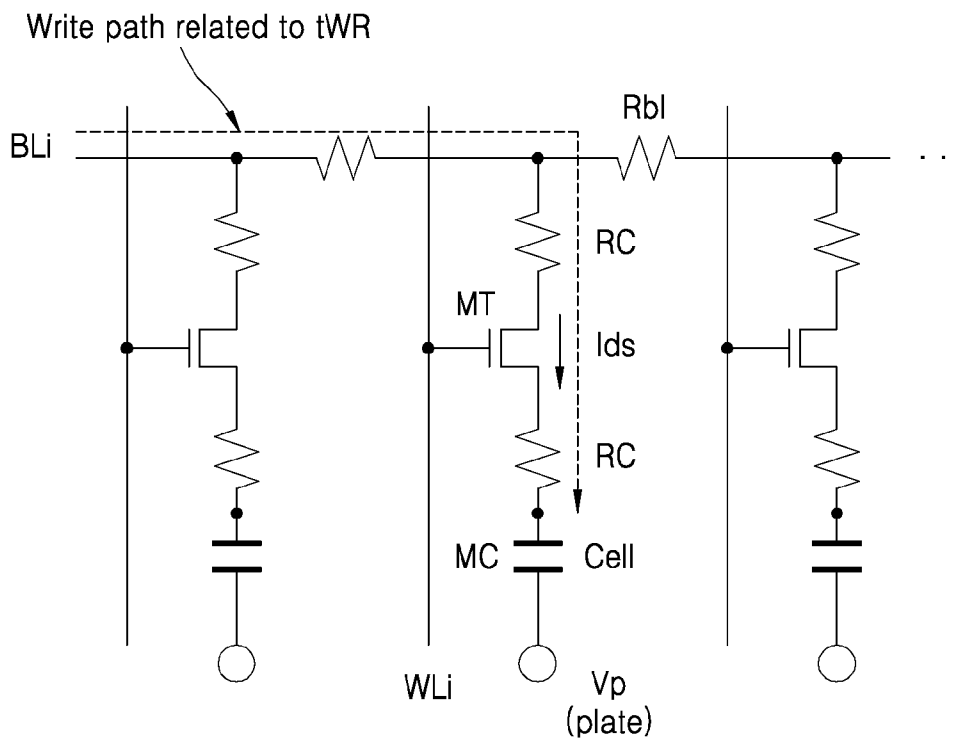 Write path related to tWR
Rbl
BLi
RC
MT
Ids
RC
MC
Cell
WLi
Vp
(plate)